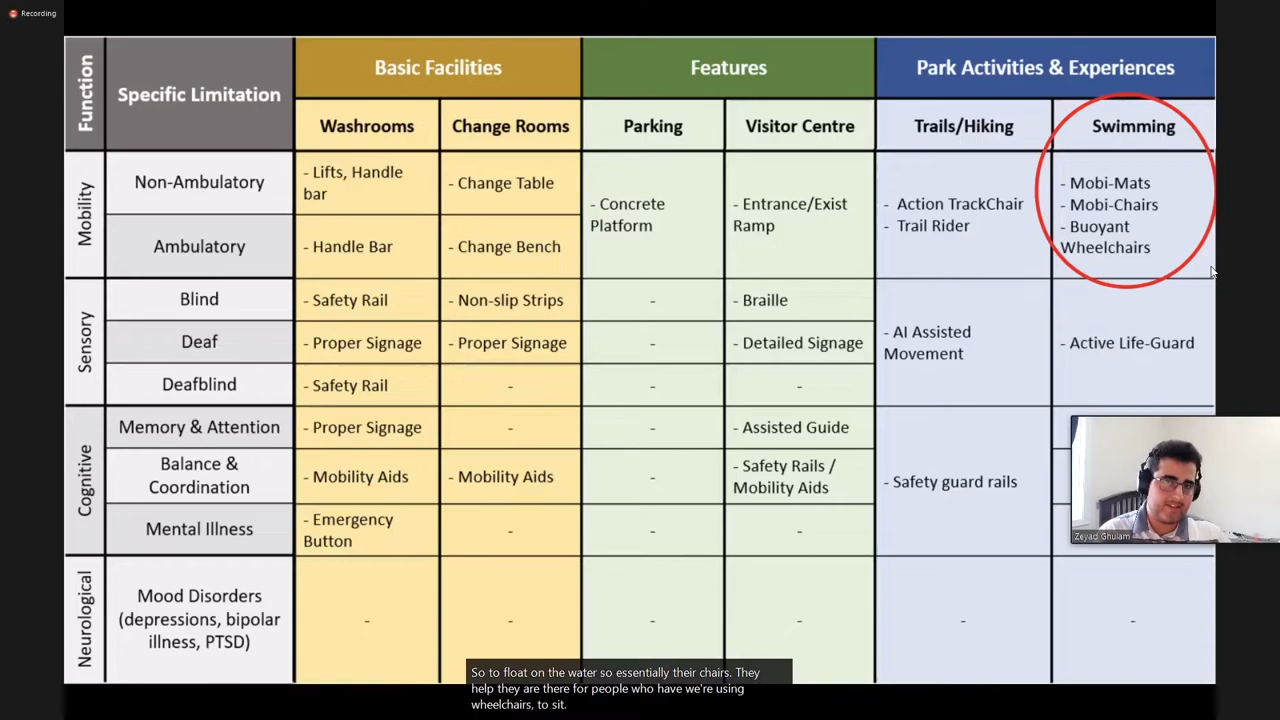 Recording
Function
Specific Limitation
Basic Facilities
Features
Park Activities & Experiences
Washrooms
Change Rooms
Parking
Visitor Centre
Trails/Hiking
Swimming
Mobility
Non-Ambulatory
- Lifts, Handle
bar
- Change Table
- Concrete
Platform
- Entrance/Exist
Ramp
- Action TrackChair
- Trail Rider
- Mobi-Mats
- Mobi-Chairs
- Buoyant
Wheelchairs
Ambulatory
- Handle Bar
- Change Bench
Sensory
Blind
- Safety Rail
- Non-slip Strips
-
- Braille
- AI Assisted
Movement
- Active Life-Guard
Deaf
- Proper Signage
- Proper Signage
-
- Detailed Signage
Deafblind
- Safety Rail
-
-
-
Cognitive
Memory & Attention
- Proper Signage
-
-
- Assisted Guide
- Safety guard rails
Balance &
Coordination
- Mobility Aids
- Mobility Aids
-
- Safety Rails /
Mobility Aids
Mental Illness
- Emergency
Button
-
-
-
Zeyad Ghulam
Neurological
Mood Disorders
(depressions, bipolar
illness, PTSD)
-
-
-
-
-
-
So to float on the water so essentially their chairs. They
help they are there for people who have we're using
wheelchairs, to sit.